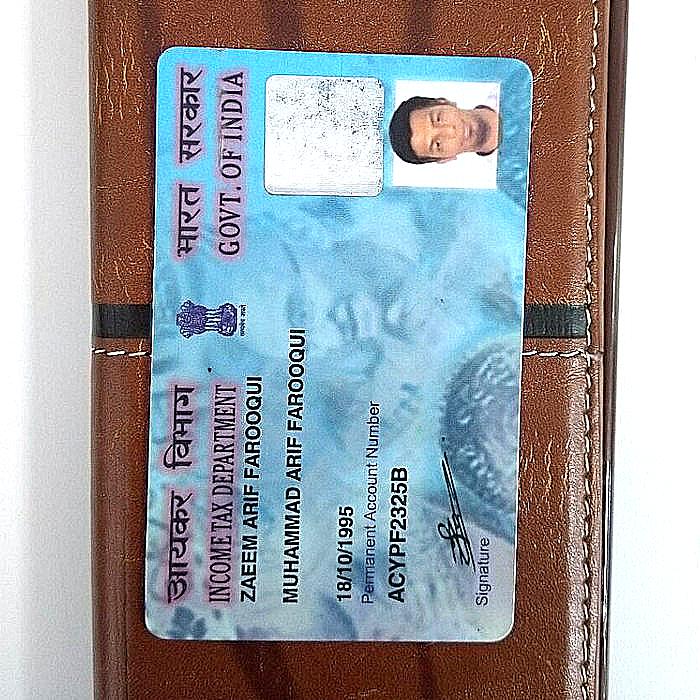 आयकर विभाग
INCOME TAX DEPARTMENT
सत्यमेव जयते
भारत सरकार
GOVT. OF INDIA
ZAEEM ARIF FAROOQUI
MUHAMMAD ARIF FAROOQUI
18/10/1995
Permanent Account Number
ACYPF2325B
Signature